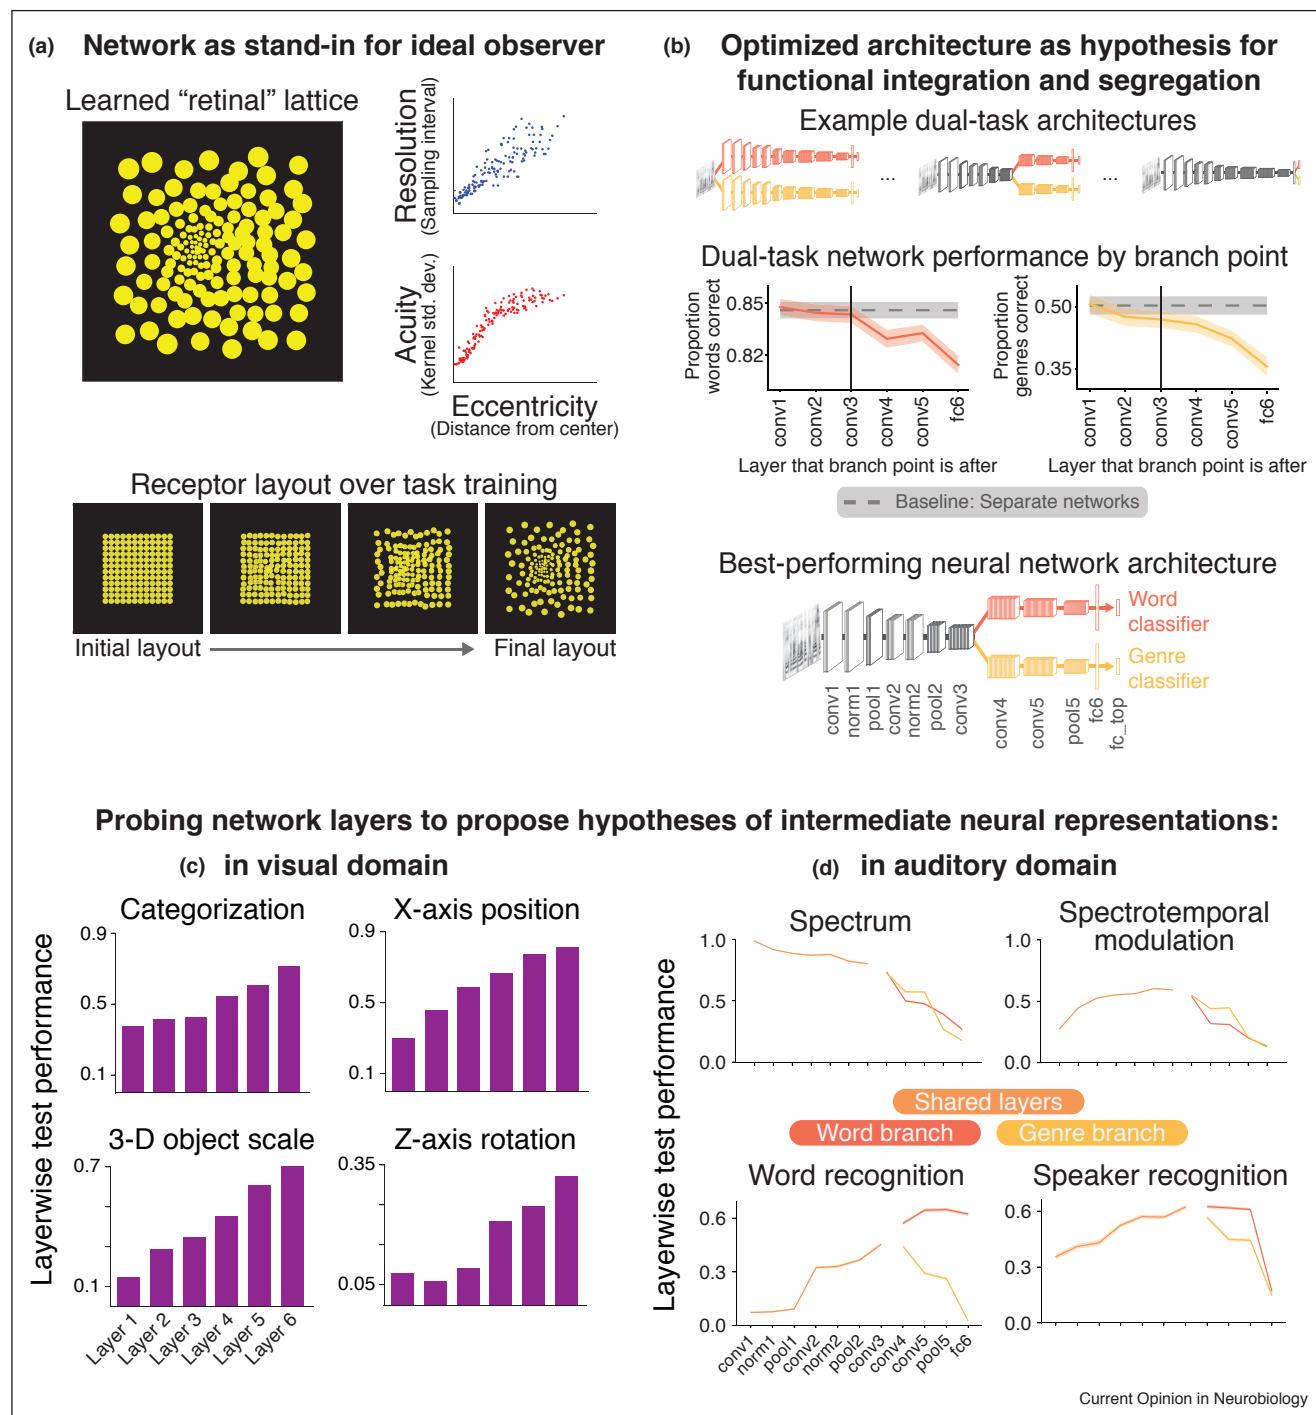 (a) Network as stand-in for ideal observer
Learned “retinal” lattice
Resolution
(Sampling interval)
Acuity
(Kernel std. dev.)
Eccentricity
(Distance from center)
Receptor layout over task training
Initial layout
Final layout
(b) Optimized architecture as hypothesis for
functional integration and segregation
Example dual-task architectures
...
...
Dual-task network performance by branch point
Proportion
words correct
0.85
0.82
conv1
conv2
conv3
conv4
conv5
fc6
Layer that branch point is after
Proportion
genres correct
0.50
0.35
conv1
conv2
conv3
conv4
conv5
fc6
Layer that branch point is after
Baseline: Separate networks
Best-performing neural network architecture
Word
classifier
Genre
classifier
conv1
norm1
pool1
conv2
norm2
pool2
conv3
conv4
conv5
pool5
fc6
fc_top
Probing network layers to propose hypotheses of intermediate neural representations:
(c) in visual domain
Layerwise test performance
Categorization
0.9
0.5
0.1
X-axis position
0.9
0.5
0.1
3-D object scale
0.7
0.1
Layer 1
Layer 2
Layer 3
Layer 4
Layer 5
Layer 6
Z-axis rotation
0.35
0.05
(d) in auditory domain
Layerwise test performance
Spectrum
1.0
0.5
0.0
Spectrotemporal
modulation
1.0
0.5
0.0
Shared layers
Word branch
Genre branch
Word recognition
0.6
0.3
0.0
conv1
norm1
pool1
conv2
norm2
pool2
conv3
conv4
conv5
pool5
fc6
Speaker recognition
0.6
0.3
0.0
Current Opinion in Neurobiology